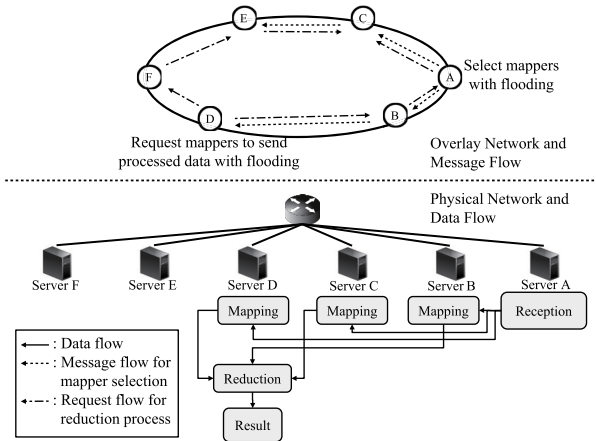 E
C
F
A
D
B
Select mappers
with flooding
Request mappers to send
processed data with flooding
Overlay Network and
Message Flow
Physical Network and
Data Flow
Server F
Server E
Server D
Server C
Server B
Server A
Mapping
Mapping
Mapping
Reception
Reduction
Result
: Data flow
: Message flow for
mapper selection
: Request flow for
reduction process